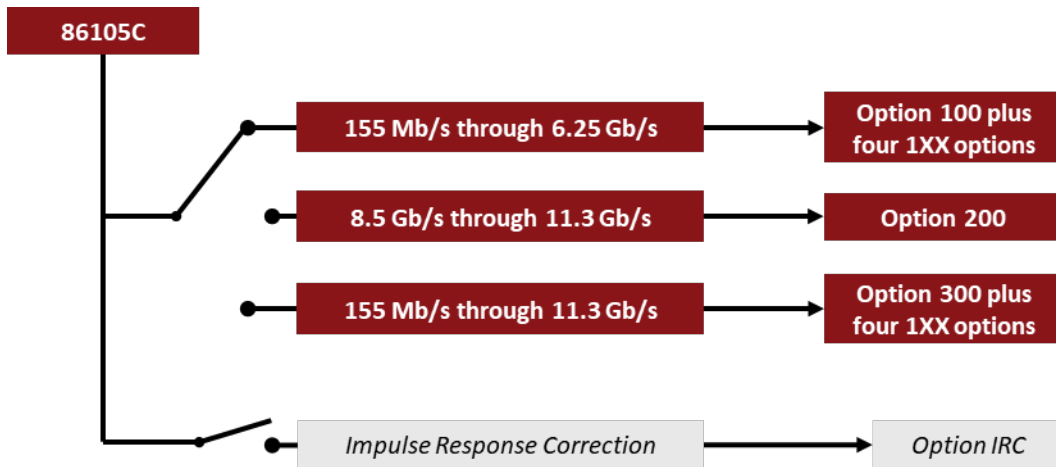 86105C
155 Mb/s through 6.25 Gb/s
Option 100 plus
four 1XX options
8.5 Gb/s through 11.3 Gb/s
Option 200
155 Mb/s through 11.3 Gb/s
Option 300 plus
four 1XX options
Impulse Response Correction
Option IRC